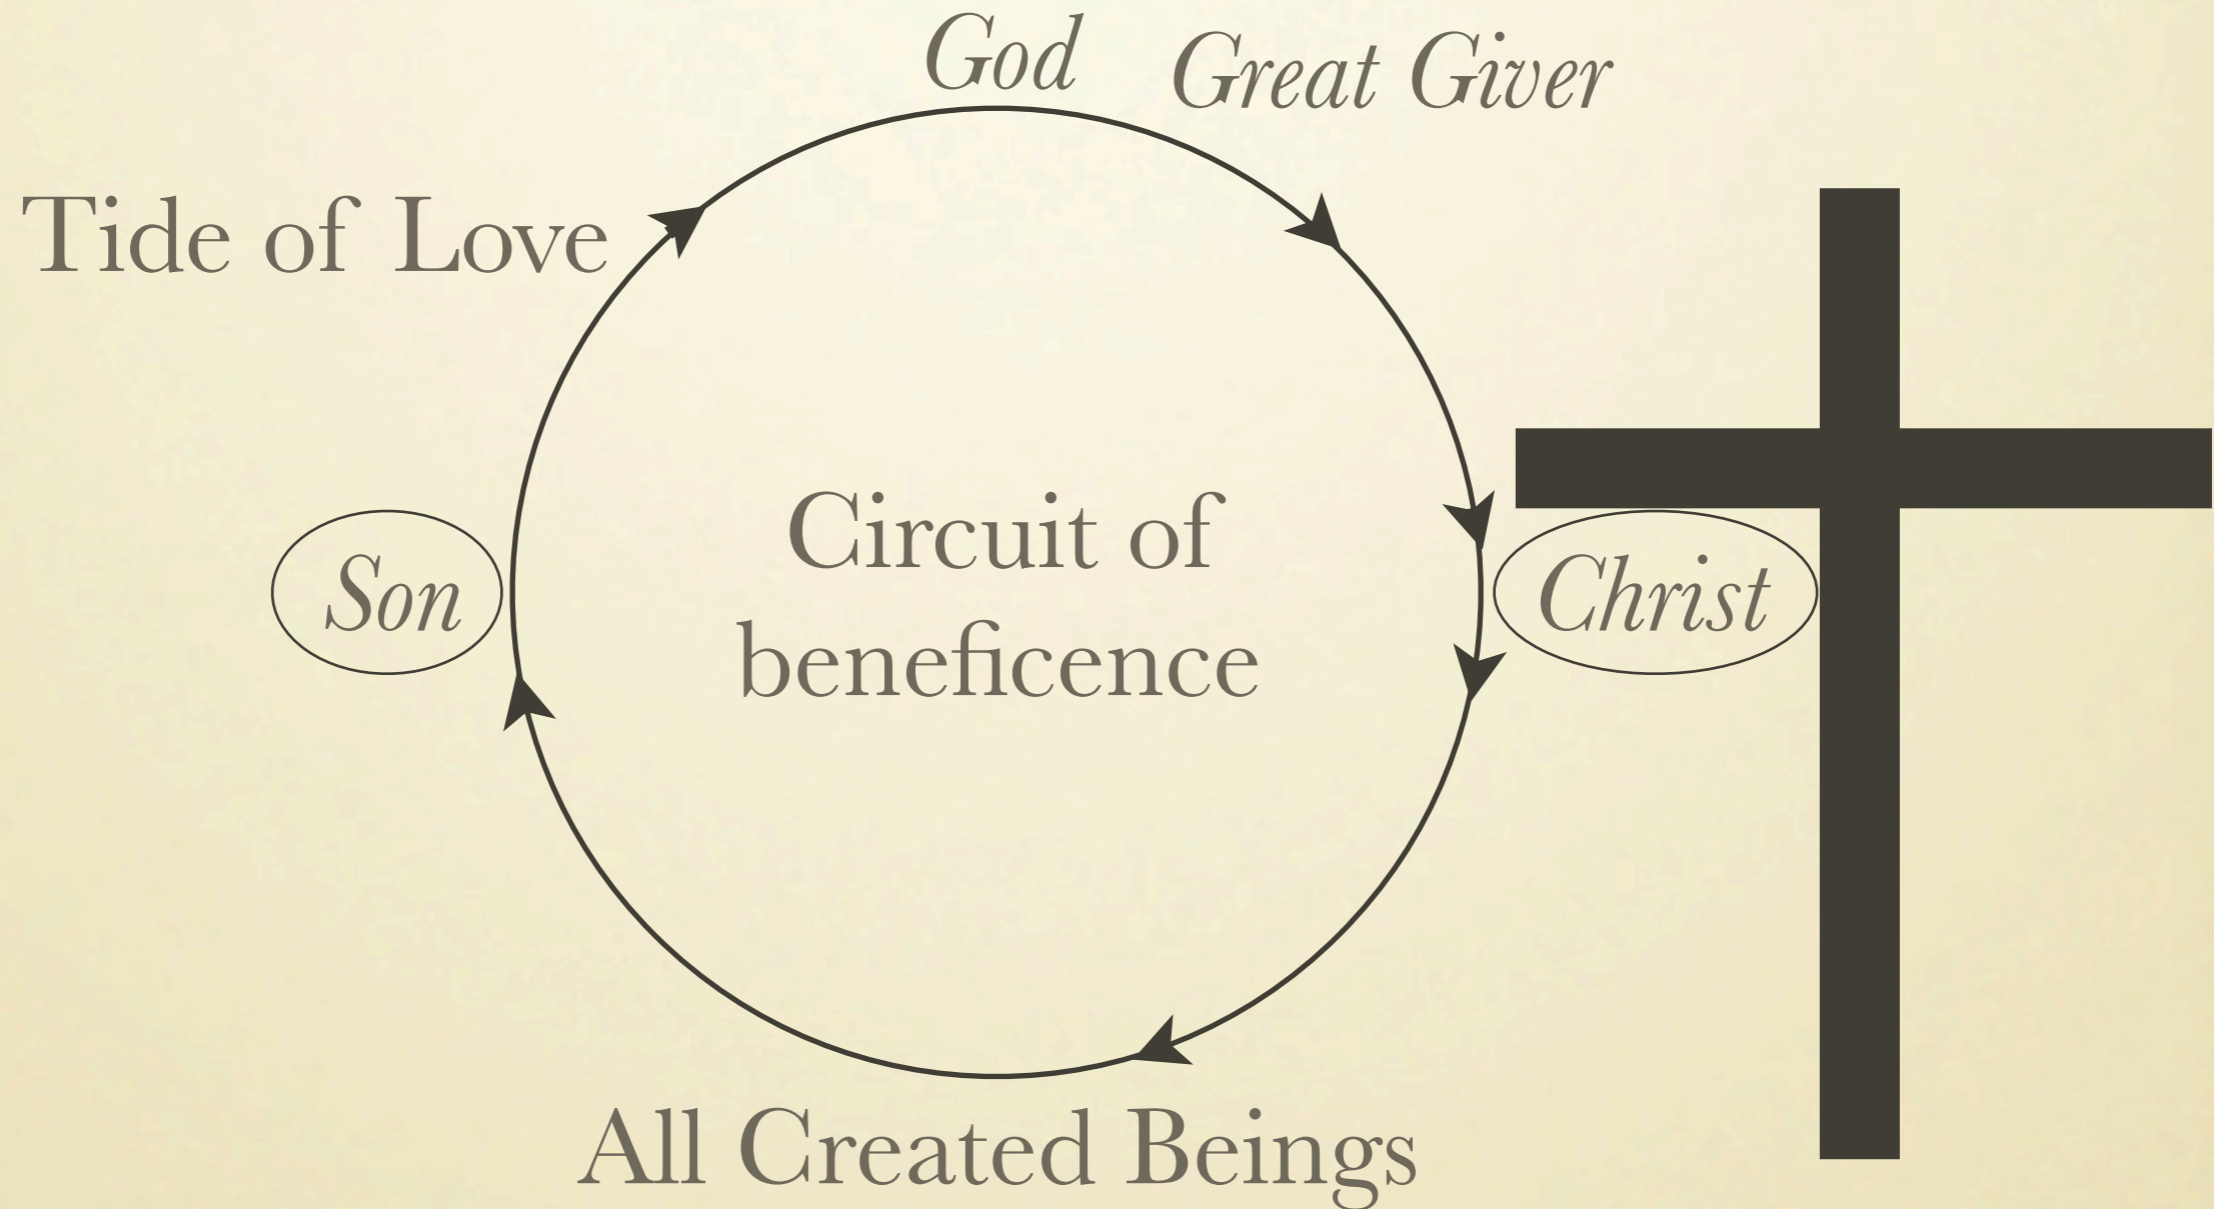 God
Great Giver
Tide of Love
Circuit of
beneficence
Son
Christ
All Created Beings